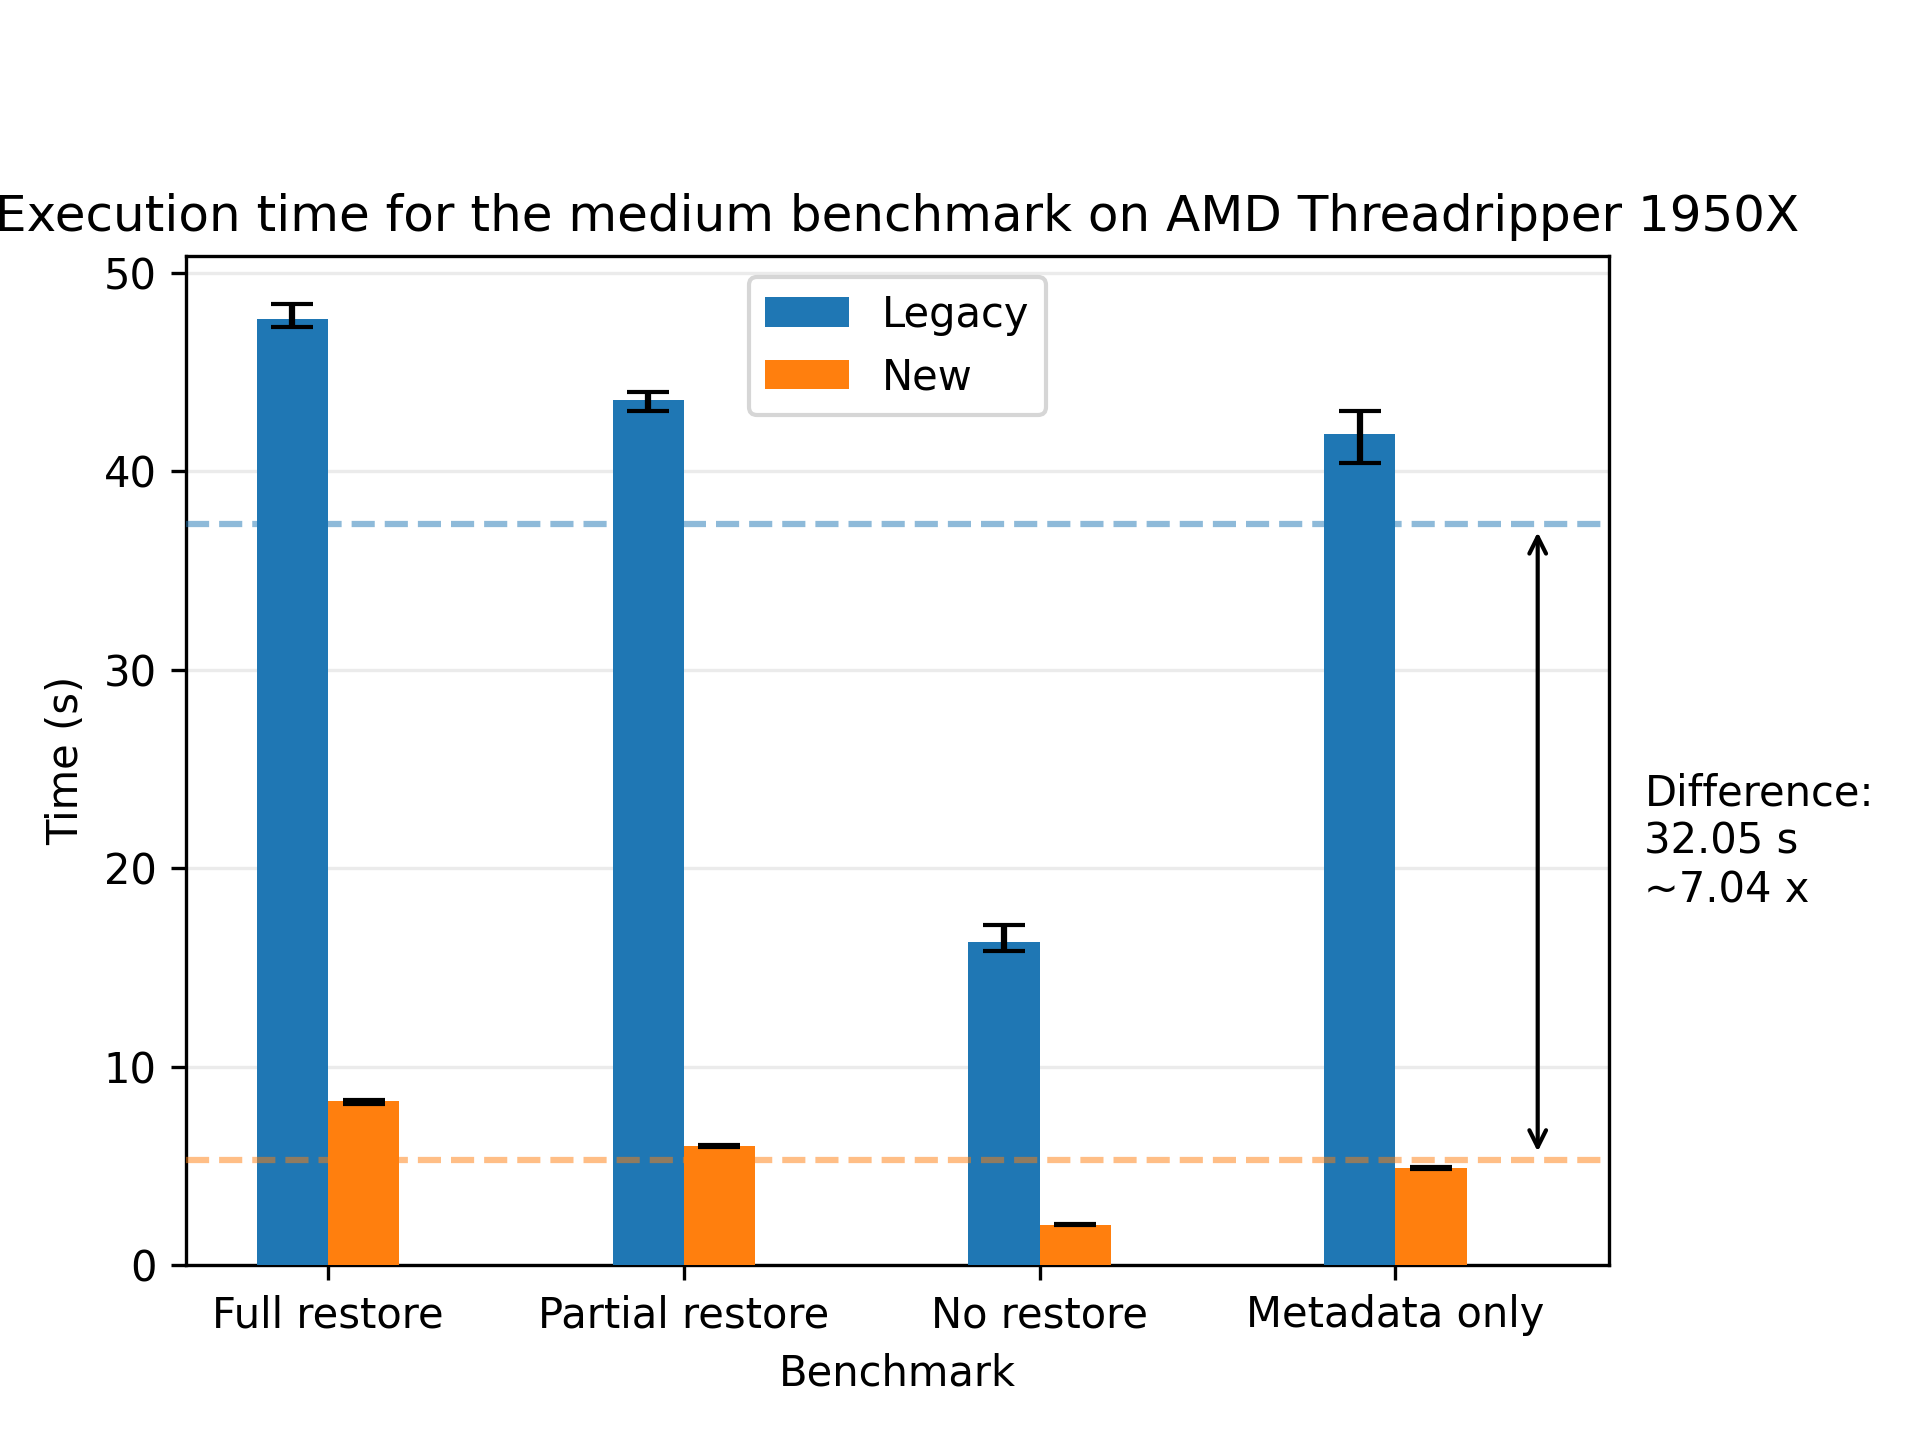 Execution time for the medium benchmark on AMD Threadripper 1950X
50
40
30
20
10
0
Time (s)
Legacy
New
Difference:
32.05 s
~7.04 x
Full restore
Partial restore
No restore
Metadata only
Benchmark